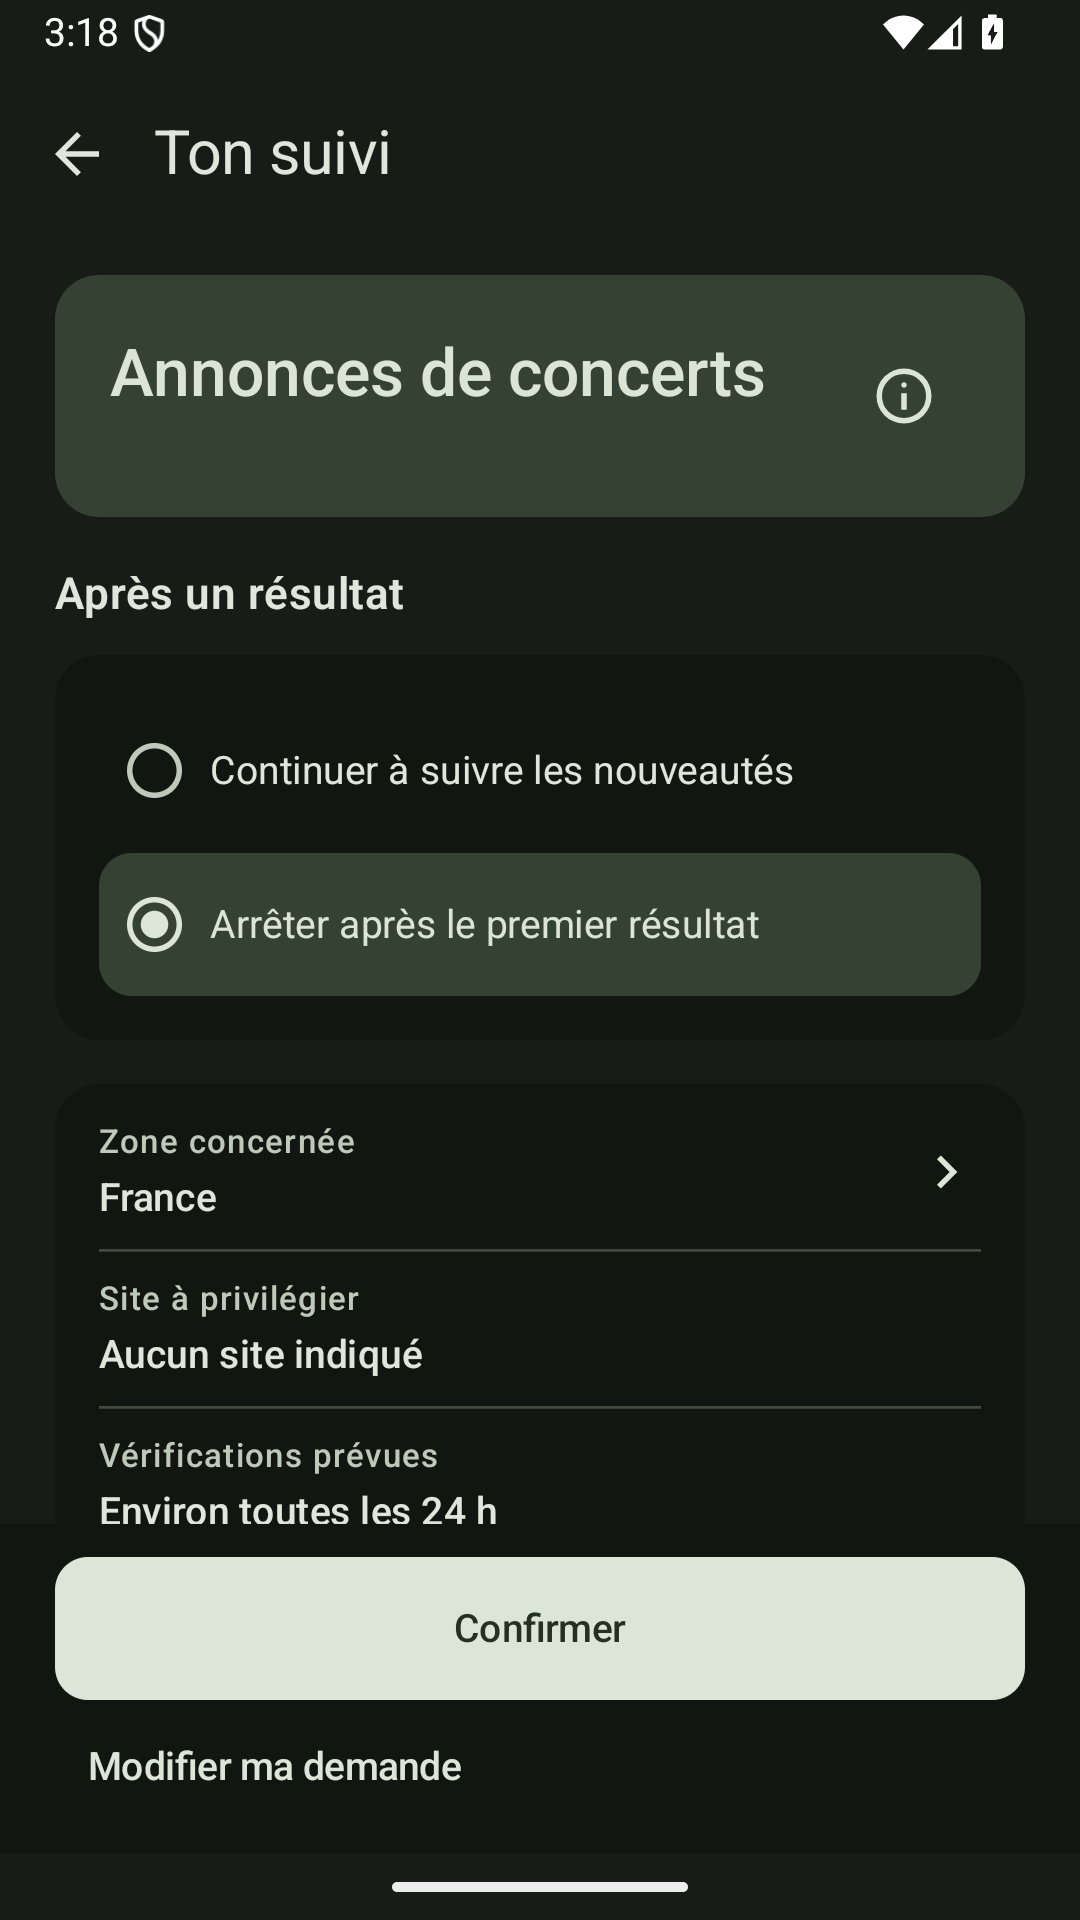 3:18
Ton suivi
Annonces de concerts
Après un résultat
Continuer à suivre les nouveautés
Arrêter après le premier résultat
Zone concernée
France
Site à privilégier
Aucun site indiqué
Vérifications prévues
Environ toutes les 24 h
Confirmer
Modifier ma demande